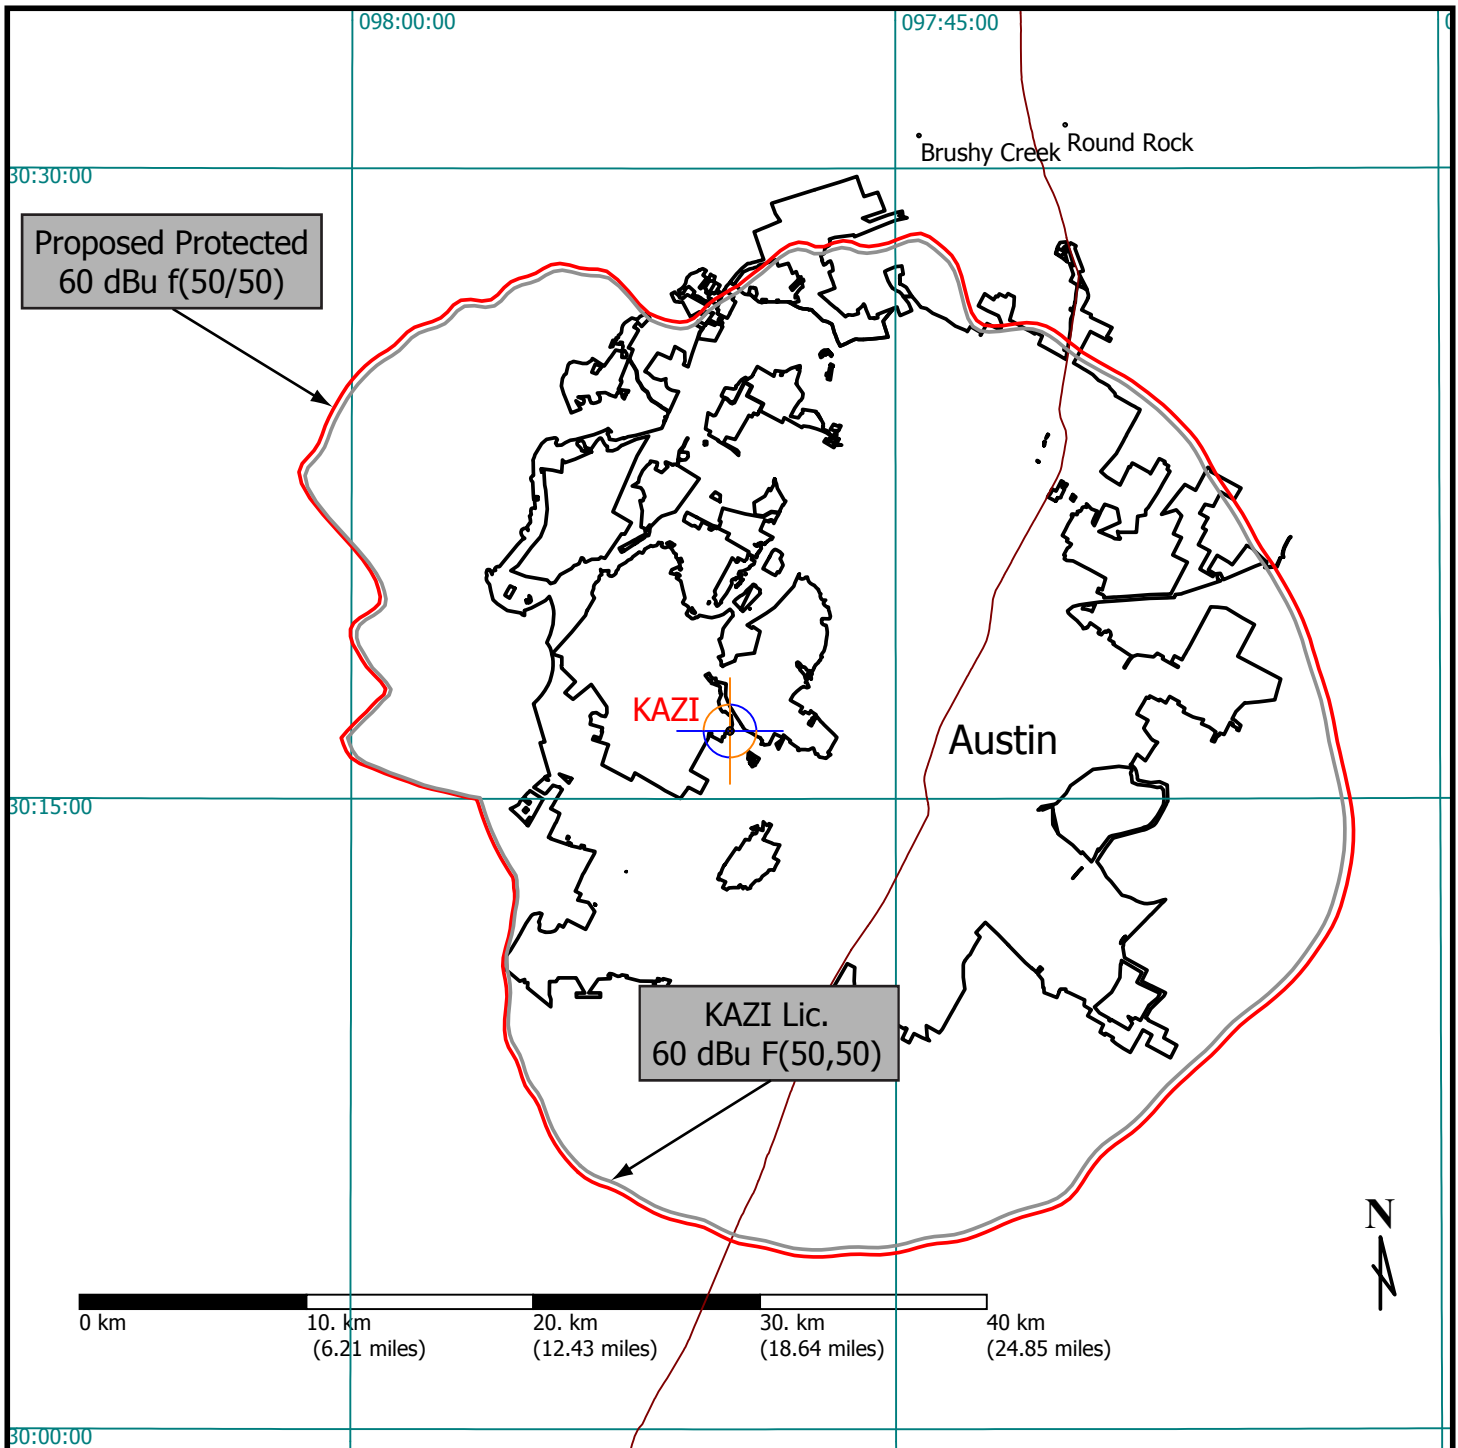 098:00:00
097:45:00
Brushy Creek
Round Rock
30:30:00
Proposed Protected
60 dBu f(50/50)
KAZI
Austin
30:15:00
KAZI Lic.
60 dBu F(50,50)
N
0 km
10. km
20. km
30. km
40 km
(6.21 miles)
(12.43 miles)
(18.64 miles)
(24.85 miles)
30:00:00